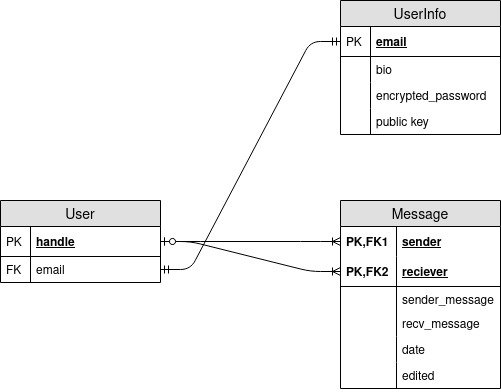 UserInfo
PK email
bio
encrypted_password
public key
User
PK handle
FK email
Message
PK,FK1 sender
PK,FK2 reciever
sender_message
recv_message
date
edited